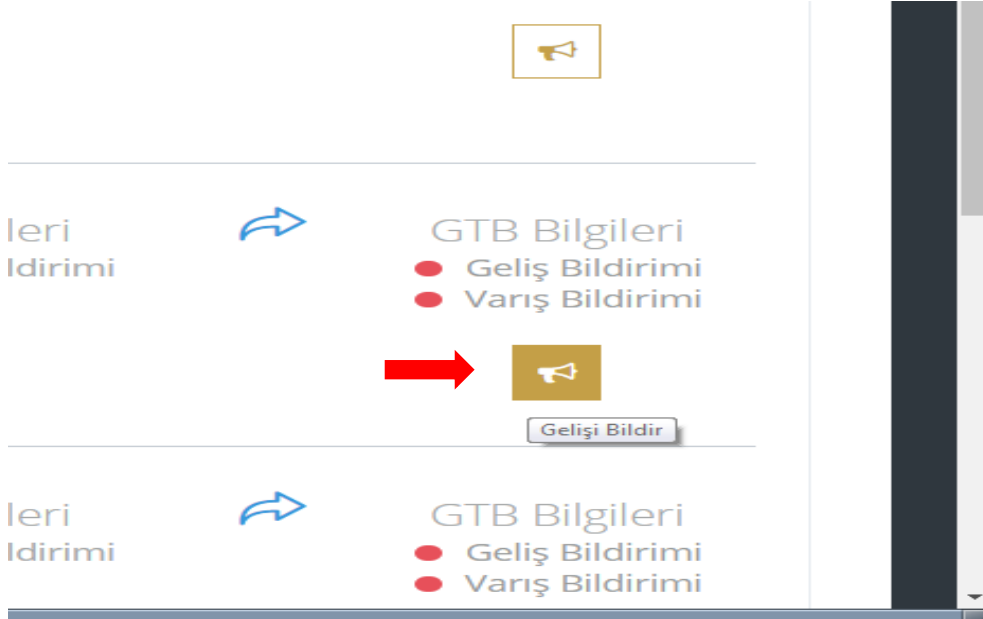 leri
GTB Bilgileri
ldirimi
Geliş Bildirimi
Varış Bildirimi
Gelişi Bildir
leri
GTB Bilgileri
ldirimi
Geliş Bildirimi
Varış Bildirimi